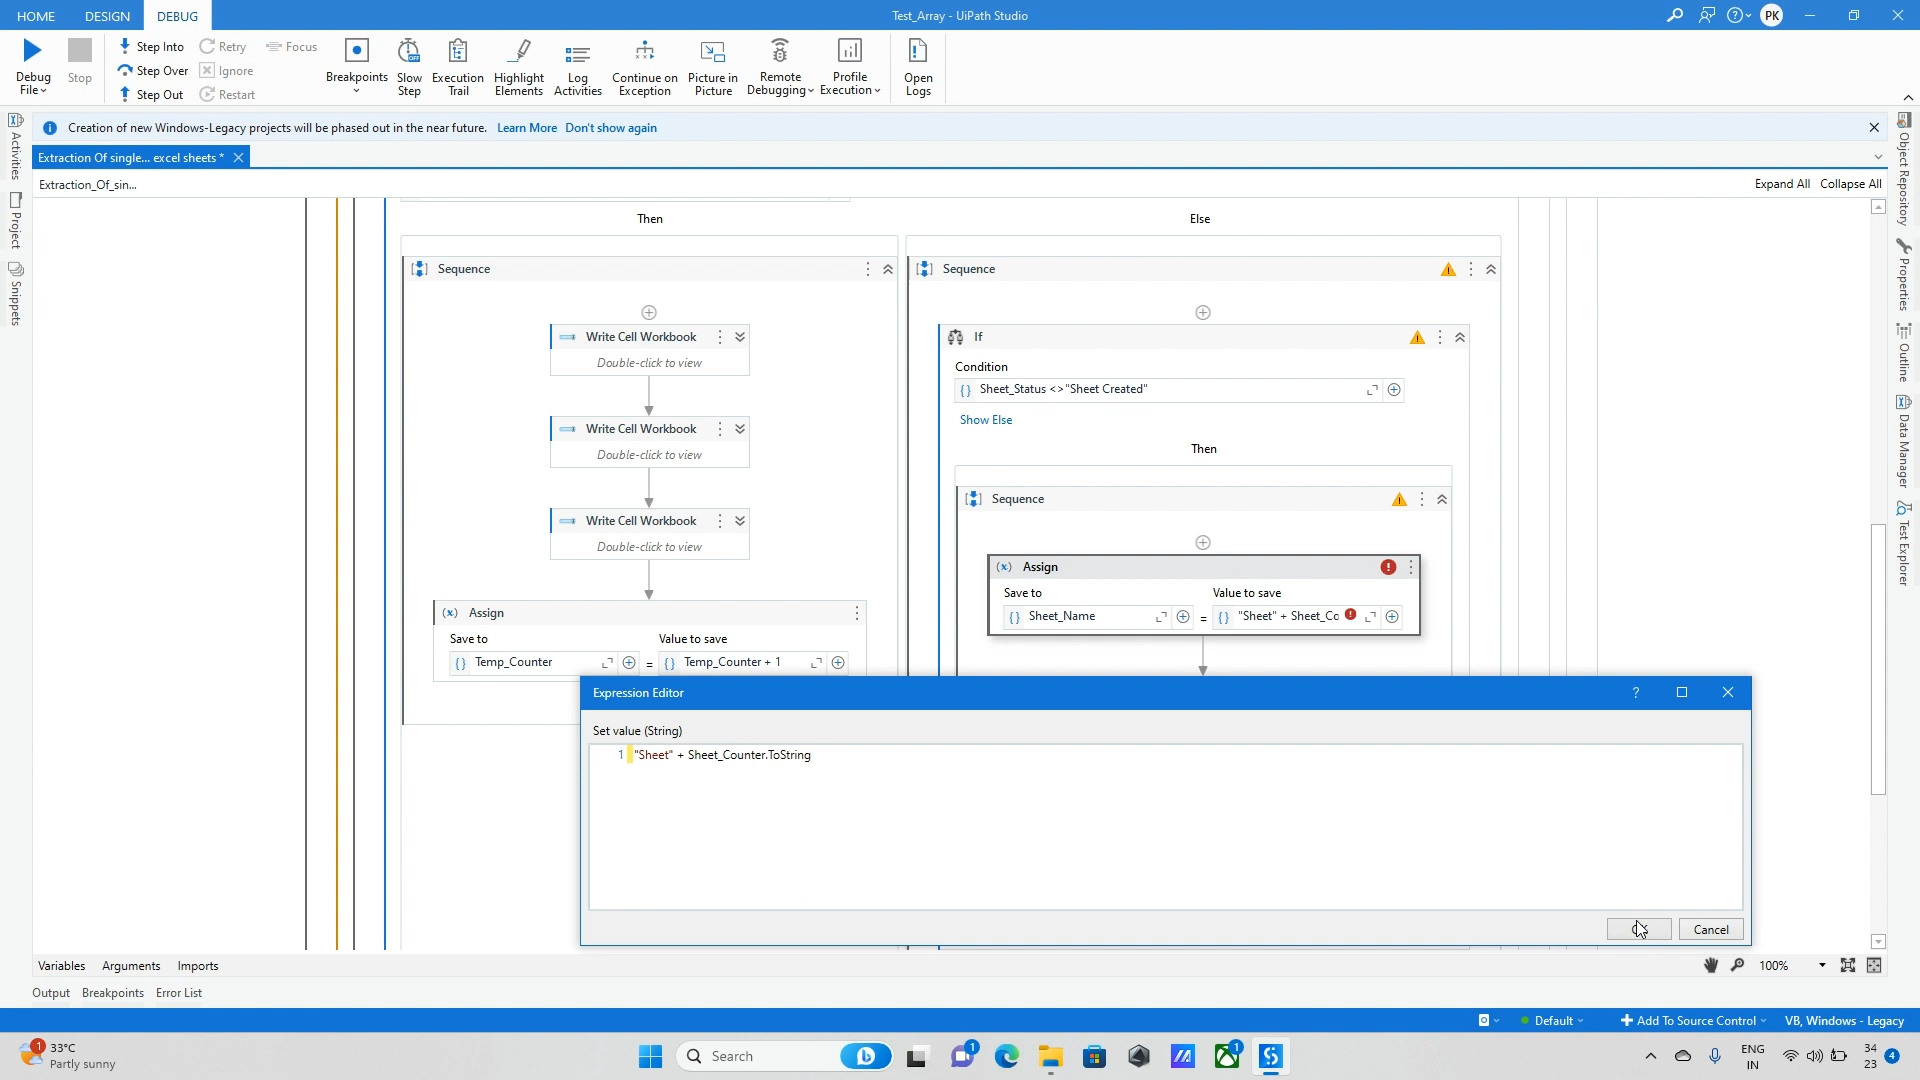 HOME DESIGN DEBUG Test_Array - UiPath Studio PK
Debug File Stop Step Into Step Over Step Out Retry Ignore Restart Focus Breakpoints Slow Step Execution Trail Highlight Elements Log Activities Continue on Exception Picture in Picture Remote Debugging Profile Execution Open Logs
OFF
Creation of new Windows-Legacy projects will be phased out in the near future. Learn More Don't show again
Extraction Of single... excel sheets *
Extraction_Of_sin... Expand All Collapse All
Activities
Project
Snippets
Object Repository
Properties
Outline
Data Manager
Test Explorer
Then Else
Sequence
Write Cell Workbook
Double-click to view
Write Cell Workbook
Double-click to view
Write Cell Workbook
Double-click to view
Assign
Save to Value to save
Temp_Counter = Temp_Counter + 1
Sequence
If
Condition
Sheet_Status <>"Sheet Created"
Show Else
Then
Sequence
Assign
Save to Value to save
Sheet_Name = "Sheet" + Sheet_Co
Expression Editor
Set value (String)
1 "Sheet" + Sheet_Counter.ToString
Cancel
Variables Arguments Imports 100%
Output Breakpoints Error List
Default Add To Source Control VB, Windows - Legacy
1 33°C
Partly sunny
Search
1
1
ENG
IN
34
23
4